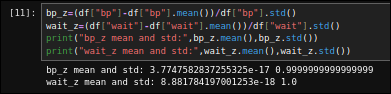 [11]: bp_z=(df["bp"]-df["bp"].mean())/df["bp"].std()
wait_z=(df["wait"]-df["wait"].mean())/df["wait"].std()
print("bp_z mean and std:",bp_z.mean(),bp_z.std())
print("wait_z mean and std:",wait_z.mean(),wait_z.std())
bp_z mean and std: 3.7747582837255325e-17 0.9999999999999999
wait_z mean and std: 8.881784197001253e-18 1.0